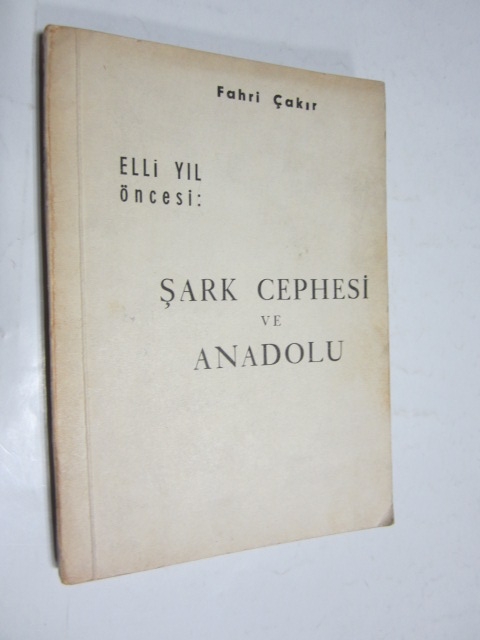 Fahri Çakır
ELLİ YIL
öncesi:
ŞARK CEPHESİ
VE
ANADOLU